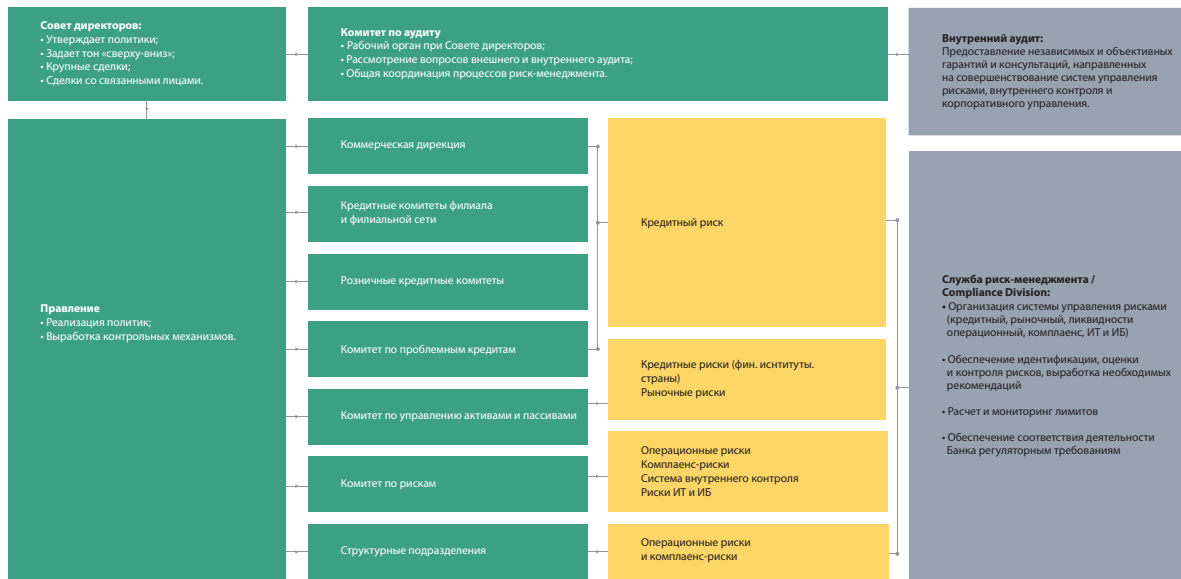 Совет директоров:
• Утверждает политики;
• Задает тон «сверху-вниз»;
• Крупные сделки;
• Сделки со связанными лицами.
Комитет по аудиту
• Рабочий орган при Совете директоров;
• Рассмотрение вопросов внешнего и внутреннего аудита;
• Общая координация процессов риск-менеджмента.
Внутренний аудит:
Предоставление независимых и объективных
гарантий и консультаций, направленных
на совершенствование систем управления
рисками, внутреннего контроля и
корпоративного управления.
Правление
• Реализация политик;
• Выработка контрольных механизмов.
Коммерческая дирекция
Кредитные комитеты филиала
и филиальной сети
Розничные кредитные комитеты
Комитет по проблемным кредитам
Комитет по управлению активами и пассивами
Комитет по рискам
Структурные подразделения
Кредитный риск
Кредитные риски (фин. иснтитуты.
страны)
Рыночные риски
Операционные риски
Комплаенс-риски
Система внутреннего контроля
Риски ИТ и ИБ
Операционные риски
и комплаенс-риски
Служба риск-менеджмента /
Compliance Division:
• Организация системы управления рисками
(кредитный, рыночный, ликвидности
операционный, комплаенс, ИТ и ИБ)
• Обеспечение идентификации, оценки
и контроля рисков, выработка необходимых
рекомендаций
• Расчет и мониторинг лимитов
• Обеспечение соответствия деятельности
Банка регуляторным требованиям